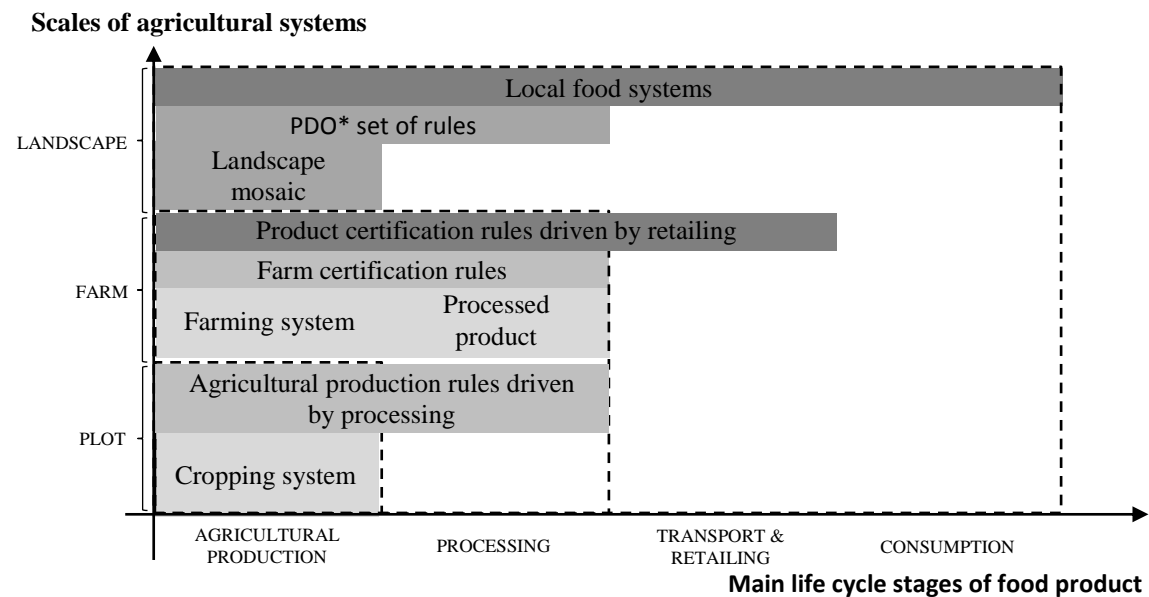 Scales of agricultural systems
Local food systems
PDO* set of rules
LANDSCAPE
Landscape
mosaic
Product certification rules driven by retailing
Farm certification rules
FARM
Farming system
Processed
product
Agricultural production rules driven
by processing
PLOT
Cropping system
AGRICULTURAL
PRODUCTION
PROCESSING
TRANSPORT &
RETAILING
CONSUMPTION
Main life cycle stages of food product